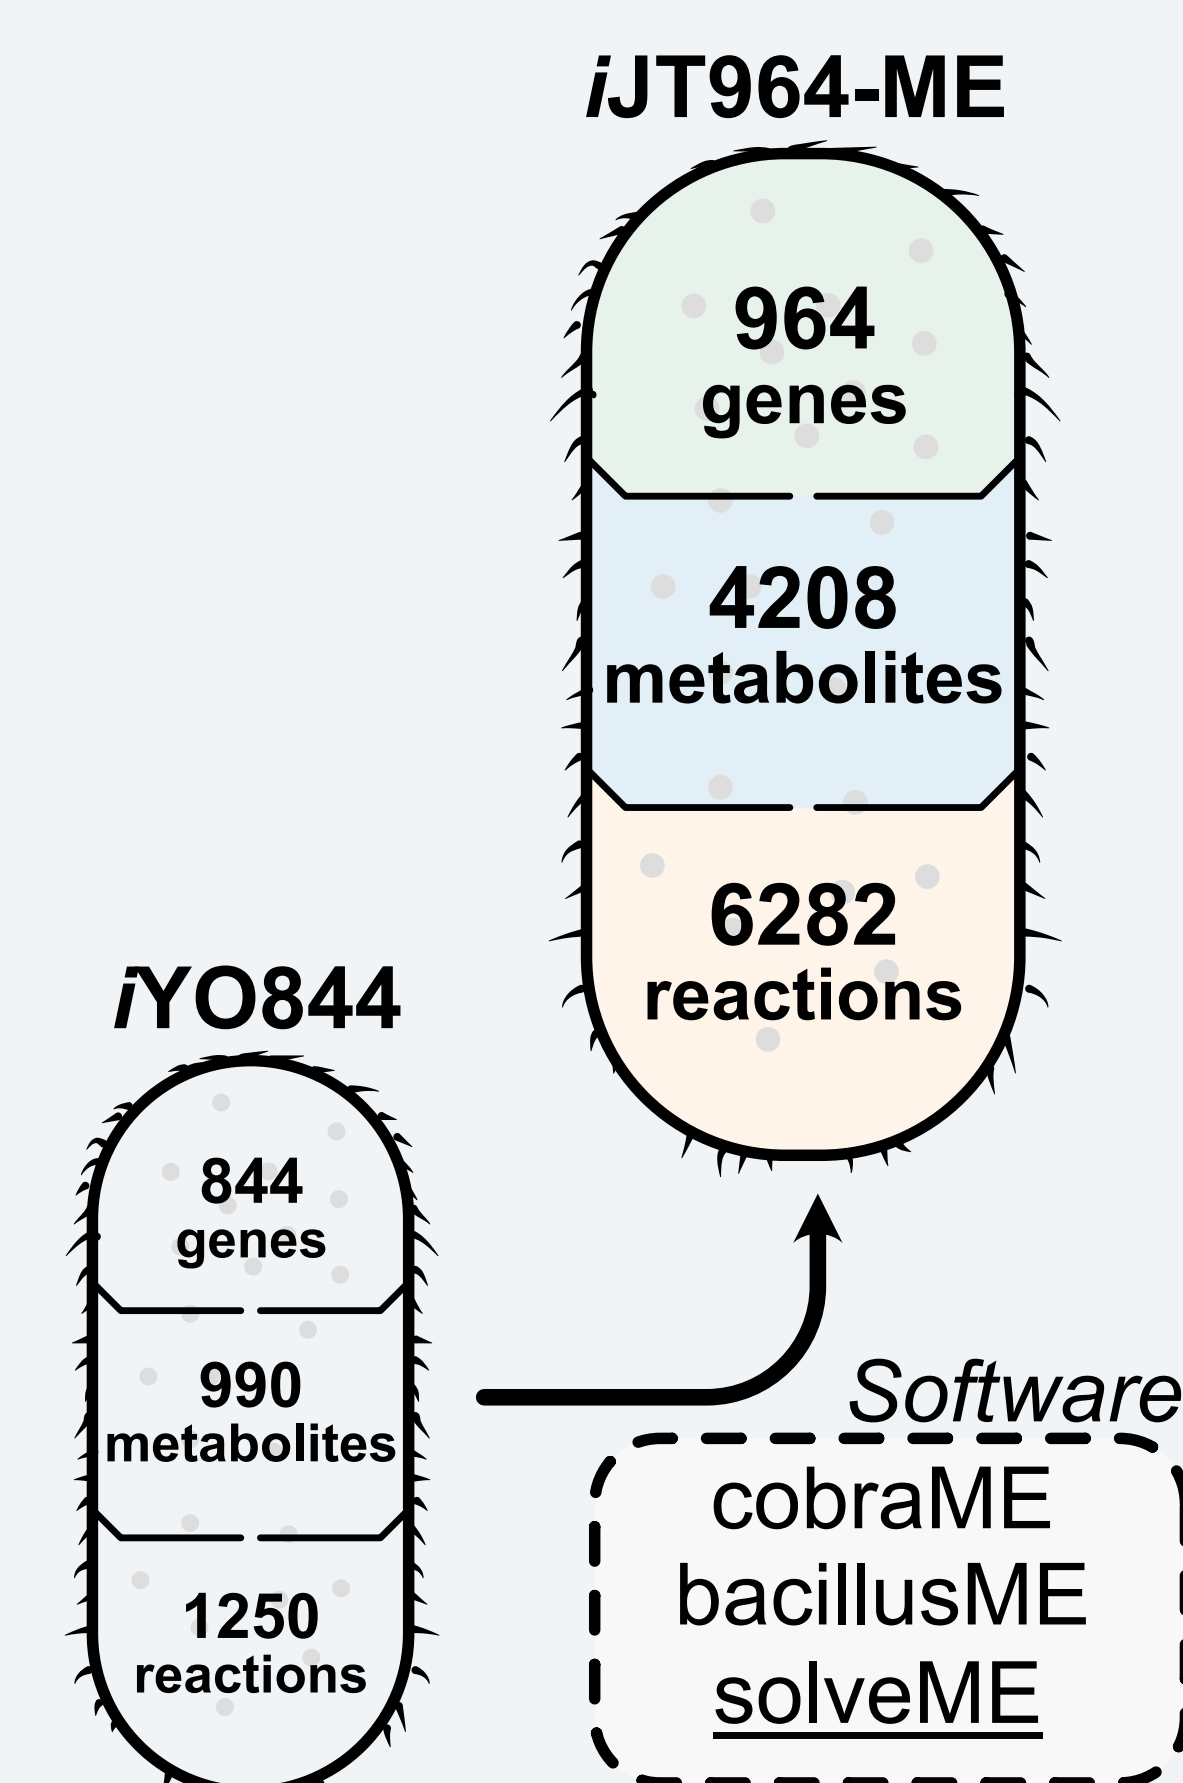 iJT964-ME
964
genes
4208
metabolites
6282
reactions
iYO844
844
genes
990
metabolites
1250
reactions
Software
cobraME
bacillusME
solveME